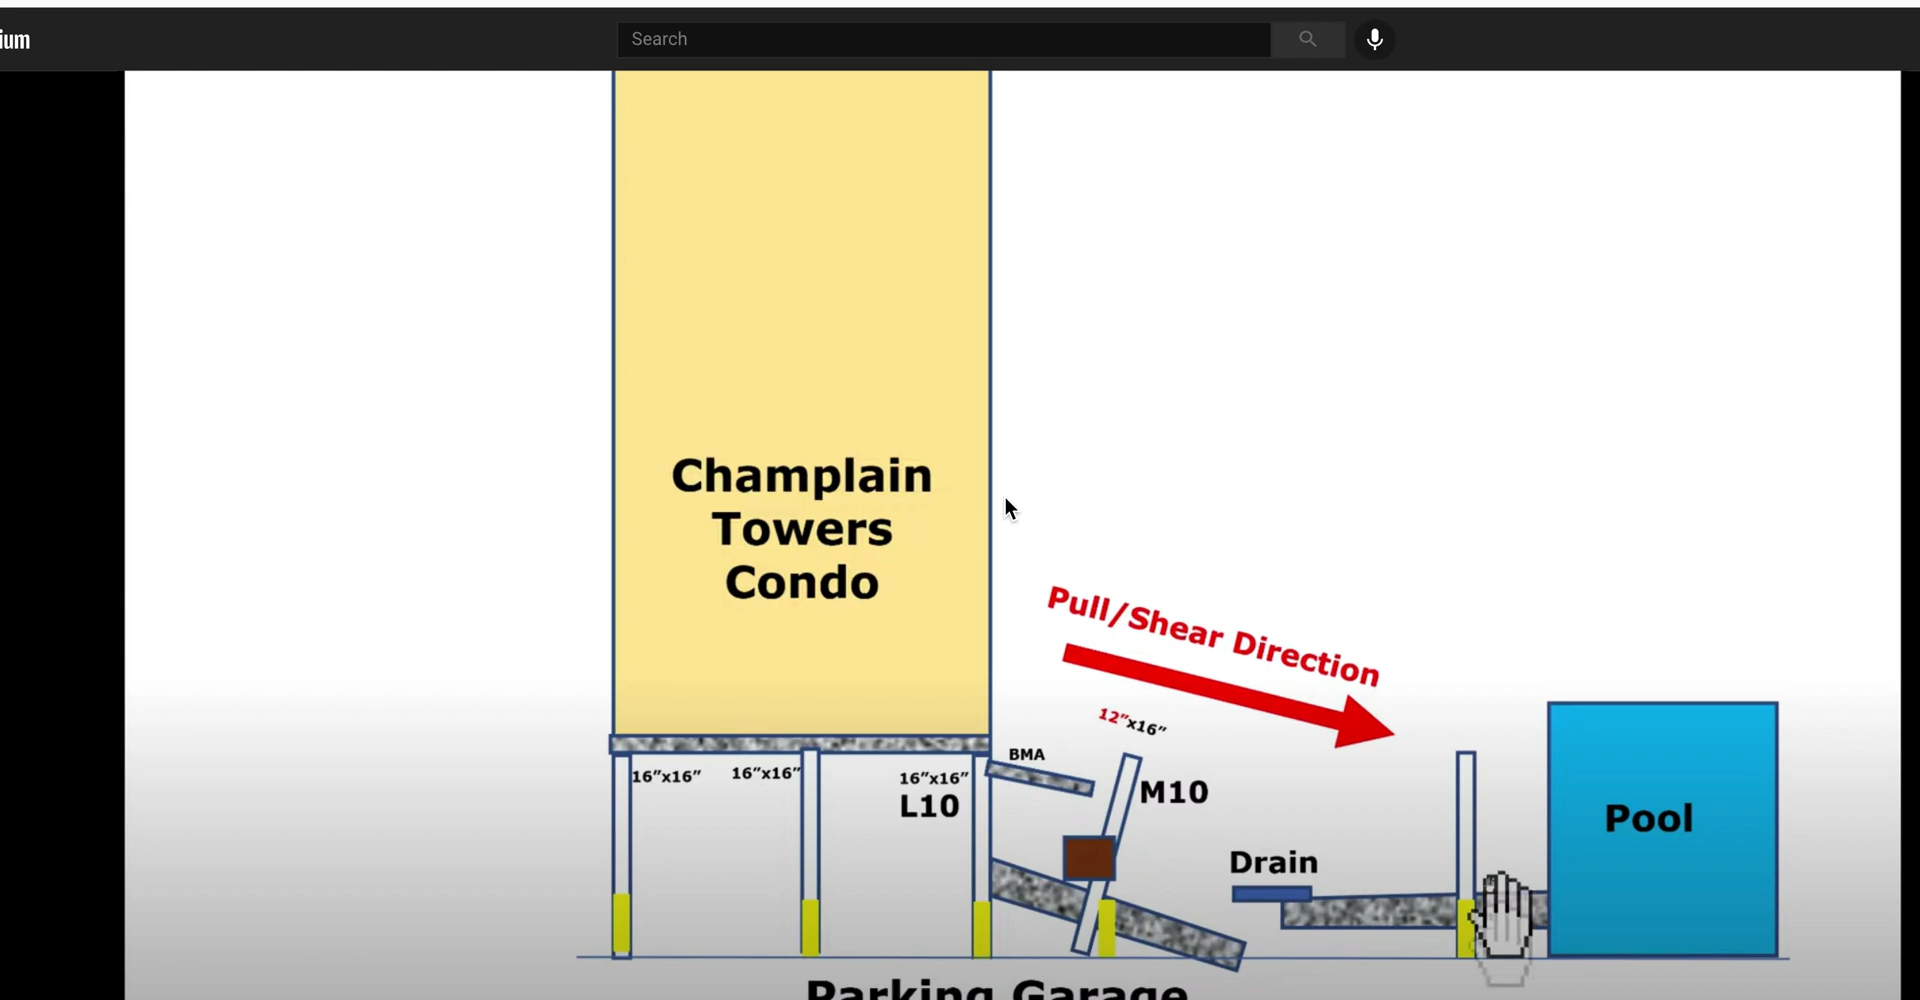 ium
Search
Champlain
Towers
Condo
Pull/Shear Direction
12”x16”
BMA
16”x16”
16”x16”
16”x16”
L10
M10
Drain
Pool
Parking Garage